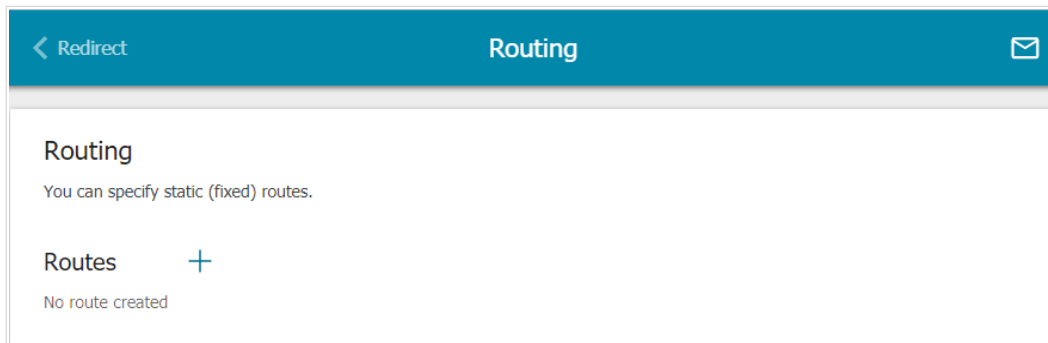 Redirect
Routing
Routing
You can specify static (fixed) routes.
Routes
No route created